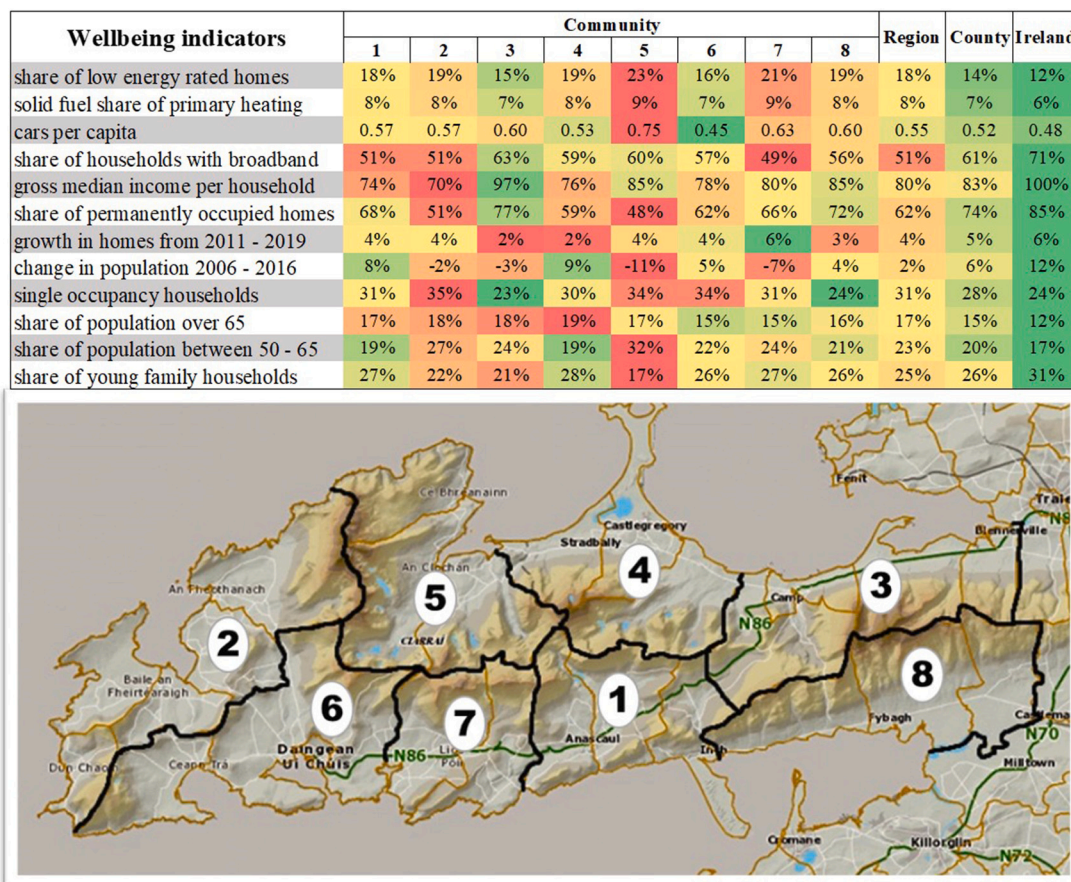 Wellbeing indicators Community Region County Ireland
1 2 3 4 5 6 7 8
share of low energy rated homes 18% 19% 15% 19% 23% 16% 21% 19% 18% 14% 12%
solid fuel share of primary heating 8% 8% 7% 8% 9% 7% 9% 8% 8% 7% 6%
cars per capita 0.57 0.57 0.60 0.53 0.75 0.45 0.63 0.60 0.55 0.52 0.48
share of households with broadband 51% 51% 63% 59% 60% 57% 49% 56% 51% 61% 71%
gross median income per household 74% 70% 97% 76% 85% 78% 80% 85% 80% 83% 100%
share of permanently occupied homes 68% 51% 77% 59% 48% 62% 66% 72% 62% 74% 85%
growth in homes from 2011 - 2019 4% 4% 2% 2% 4% 4% 6% 3% 4% 5% 6%
change in population 2006 - 2016 8% -2% -3% 9% -11% 5% -7% 4% 2% 6% 12%
single occupancy households 31% 35% 23% 30% 34% 34% 31% 24% 31% 28% 24%
share of population over 65 17% 18% 18% 19% 17% 15% 15% 16% 17% 15% 12%
share of population between 50 - 65 19% 27% 24% 19% 32% 22% 24% 21% 23% 20% 17%
share of young family households 27% 22% 21% 28% 17% 26% 27% 26% 25% 26% 31%
Fenit
Cé Bhréanainn
Trale
N8
Castlegregory
Blennerville
Stradbally
An Clochán
4
3
An Fheothanach
5
Camp
N86
CIARRAÍ
2
8
Baile an
Fheirtéaraigh
1
6
7
Fybagh
Castlema
Anascaul
N70
Daingean
Uí Chúis
N86
Lios
Póil
Inch
Dún Chaoin
Ceann Trá
Milltown
Cromane
Killorglin
N72